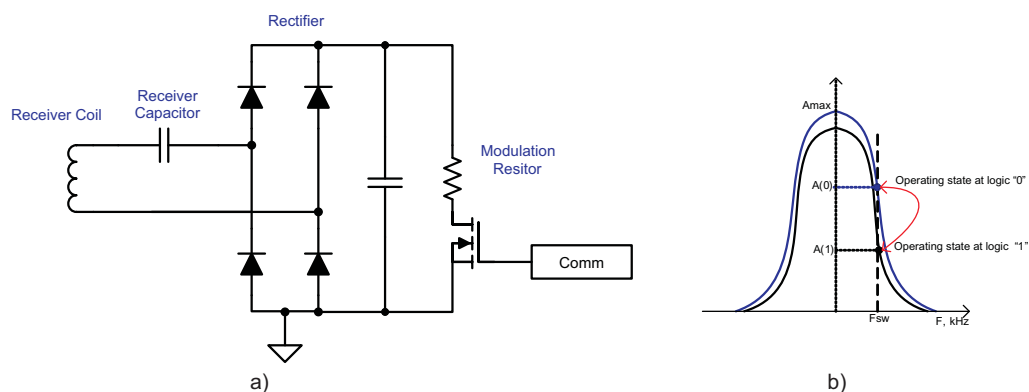 Rectifier
Receiver
Capacitor
Receiver Coil
Modulation
Resitor
Comm
a)
Amax
A(0)
Operating state at logic “0”
A(1)
Operating state at logic “1”
Fsw
F, kHz
b)